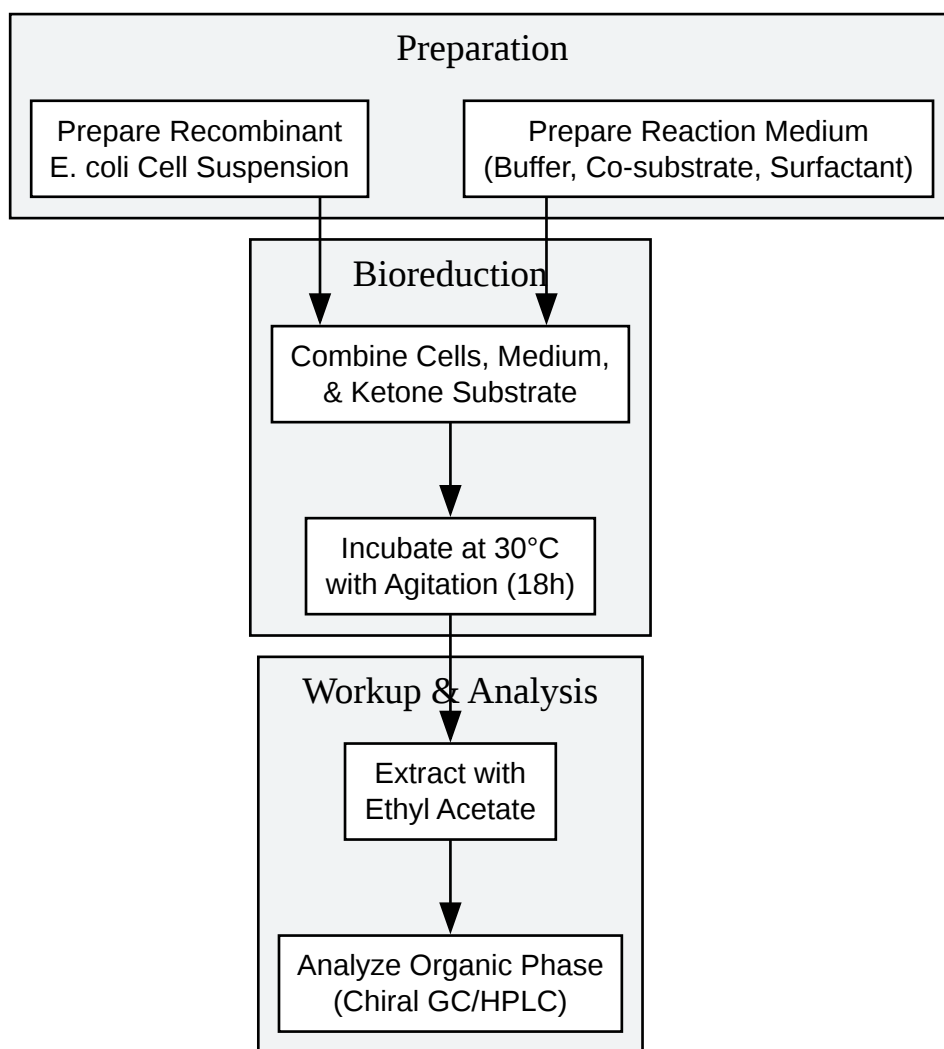 Preparation
Prepare Recombinant
E. coli Cell Suspension
Prepare Reaction Medium
(Buffer, Co-substrate, Surfactant)
Bioreduction
Combine Cells, Medium,
& Ketone Substrate
Incubate at 30°C
with Agitation (18h)
Workup & Analysis
Extract with
Ethyl Acetate
Analyze Organic Phase
(Chiral GC/HPLC)